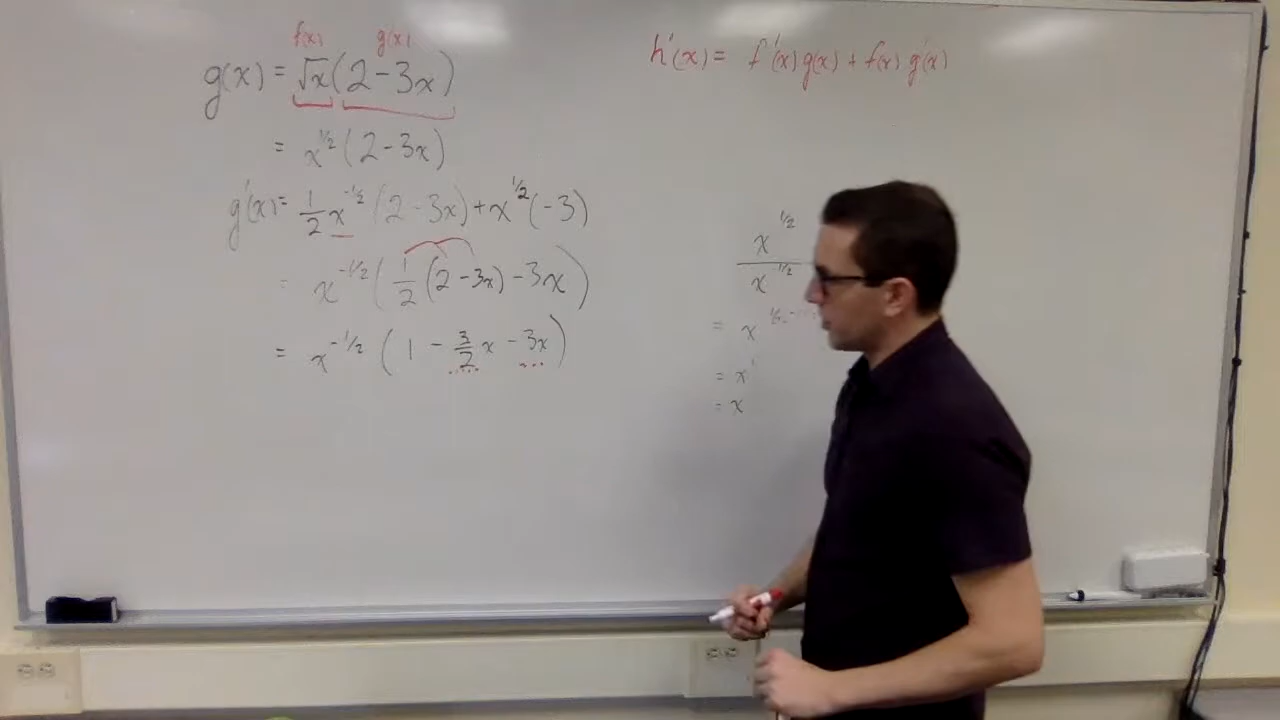 f(x) g(x)
g(x) = √x(2-3x)
= x^1/2 (2-3x)
g'(x) = 1/2 x^-1/2 (2-3x) + x^1/2 (-3)
= x^-1/2 (1/2 (2-3x) - 3x)
= x^-1/2 (1 - 3/2 x - 3x)
h'(x) = f'(x) g(x) + f(x) g'(x)
x^1/2
x^-1/2
= x
= x^1
= x